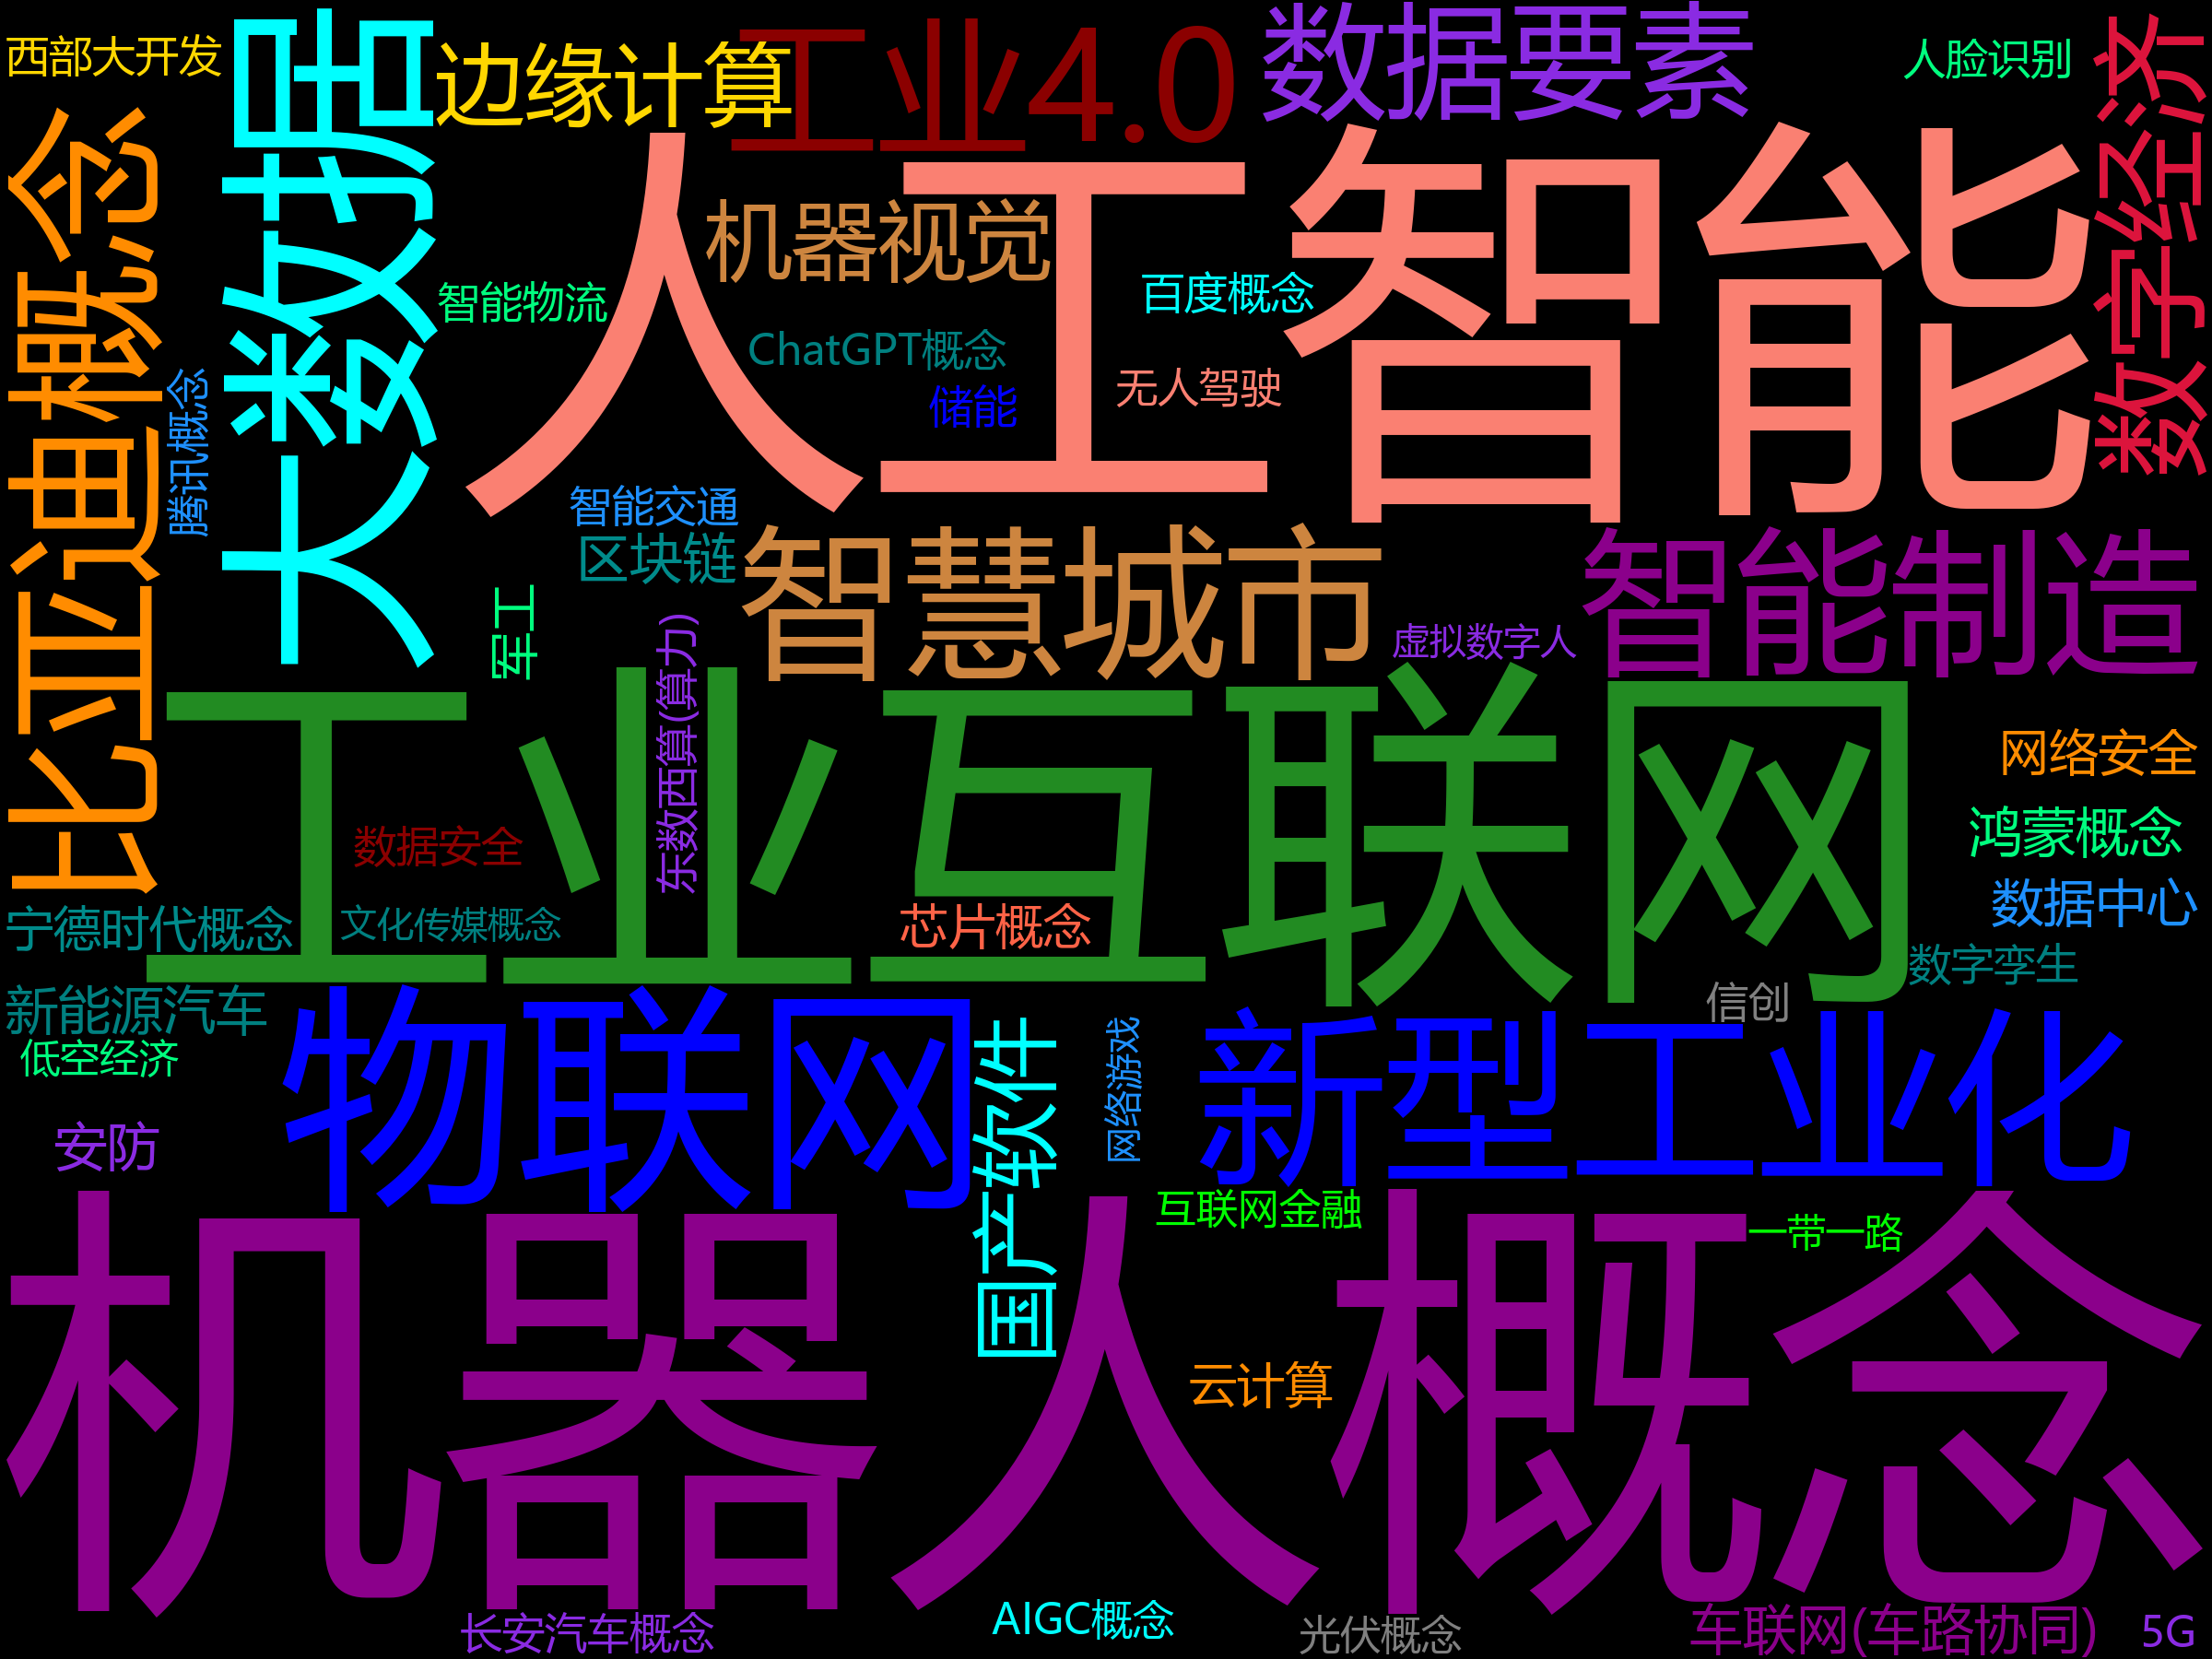 西部大开发
比亚迪概念
大数据
边缘计算
工业4.0
数据要素
人脸识别
数字经济
人工智能
机器视觉
智能物流
百度概念
ChatGPT概念
无人驾驶
储能
腾讯概念
智能交通
区块链
智慧城市
智能制造
军工
东数西算(算力)
虚拟数字人
工业互联网
网络安全
鸿蒙概念
数据安全
数据中心
宁德时代概念
文化传媒概念
芯片概念
数字孪生
新能源汽车
信创
低空经济
物联网
国产软件
网络游戏
新型工业化
安防
互联网金融
一带一路
机器人概念
云计算
长安汽车概念
AIGC概念
光伏概念
车联网(车路协同)
5G